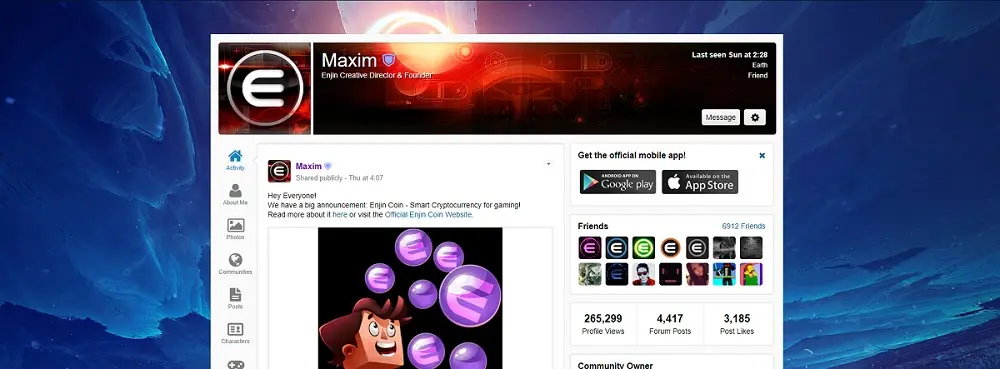 Maxim
Enjin Creative Director & Founder
Last seen Sun at 2:28
Earth
Friend
Message
Activity
About Me
Photos
Communities
Posts
Characters
Maxim
Shared publicly - Thu at 4:07
Hey Everyone!
We have a big announcement: Enjin Coin - Smart Cryptocurrency for gaming!
Read more about it here or visit the Official Enjin Coin Website.
Get the official mobile app!
ANDROID APP ON
Google play
Available on the
App Store
Friends
6912 Friends
265,299
Profile Views
4,417
Forum Posts
3,185
Post Likes
Community Owner